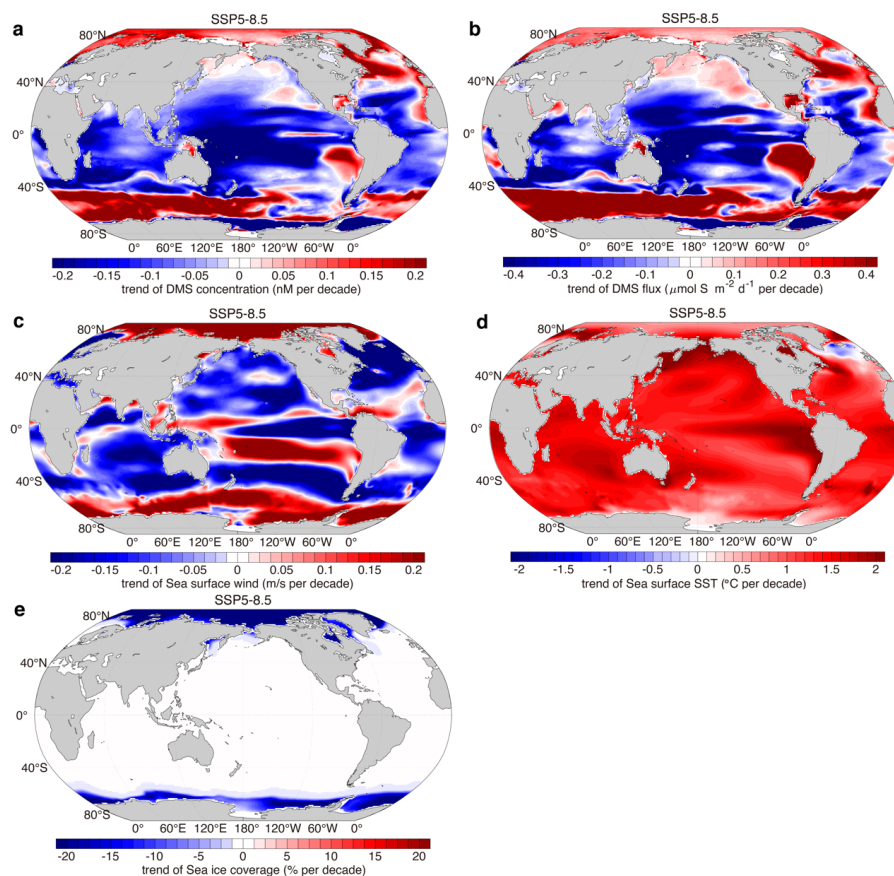 a
SSP5-8.5
80°N
40°N
0°
40°S
80°S
0° 60°E 120°E 180° 120°W 60°W 0°
-0.2 -0.15 -0.1 -0.05 0 0.05 0.1 0.15 0.2
trend of DMS concentration (nM per decade)
b
SSP5-8.5
80°N
40°N
0°
40°S
80°S
0° 60°E 120°E 180° 120°W 60°W 0°
-0.4 -0.3 -0.2 -0.1 0 0.1 0.2 0.3 0.4
trend of DMS flux (μmol S m⁻² d⁻¹ per decade)
c
SSP5-8.5
80°N
40°N
0°
40°S
80°S
0° 60°E 120°E 180° 120°W 60°W 0°
-0.2 -0.15 -0.1 -0.05 0 0.05 0.1 0.15 0.2
trend of Sea surface wind (m/s per decade)
d
SSP5-8.5
80°N
40°N
0°
40°S
80°S
0° 60°E 120°E 180° 120°W 60°W 0°
-2 -1.5 -1 -0.5 0 0.5 1 1.5 2
trend of Sea surface SST (°C per decade)
e
SSP5-8.5
80°N
40°N
0°
40°S
80°S
0° 60°E 120°E 180° 120°W 60°W 0°
-20 -15 -10 -5 0 5 10 15 20
trend of Sea ice coverage (% per decade)